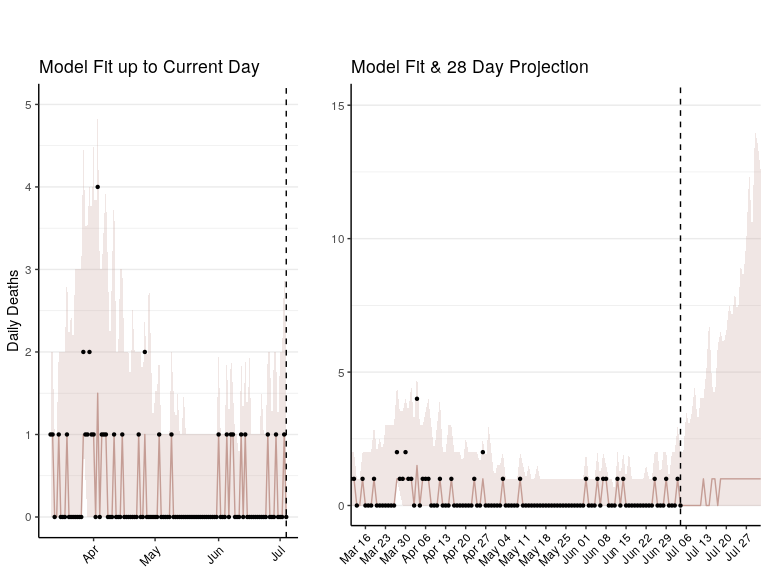 Model Fit up to Current Day
Model Fit & 28 Day Projection
Daily Deaths
5
4
3
2
1
0
Apr
May
Jun
Jul
15
10
5
0
Mar 16
Mar 23
Mar 30
Apr 06
Apr 13
Apr 20
Apr 27
May 04
May 11
May 18
May 25
Jun 01
Jun 08
Jun 15
Jun 22
Jun 29
Jul 06
Jul 13
Jul 20
Jul 27